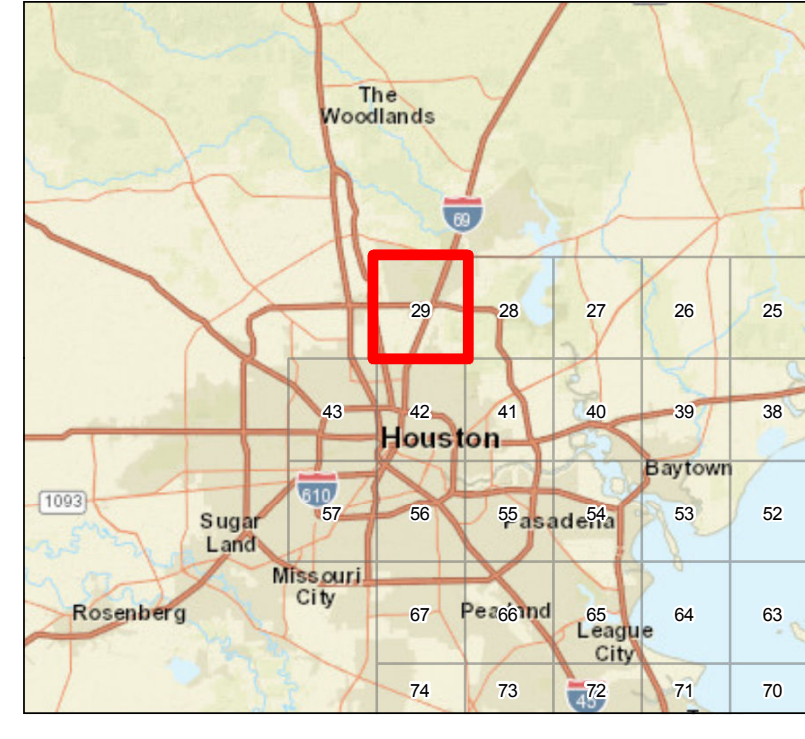 The
Woodlands
69
29 28 27 26 25
43 42 41 40 39 38
Houston
Baytown
610
1093
57 56 55 54 53 52
Pasadena
Sugar
Land
Missouri
City
Rosenberg
67 66 65 64 63
Pearland
League
City
74 73 72 71 70
45